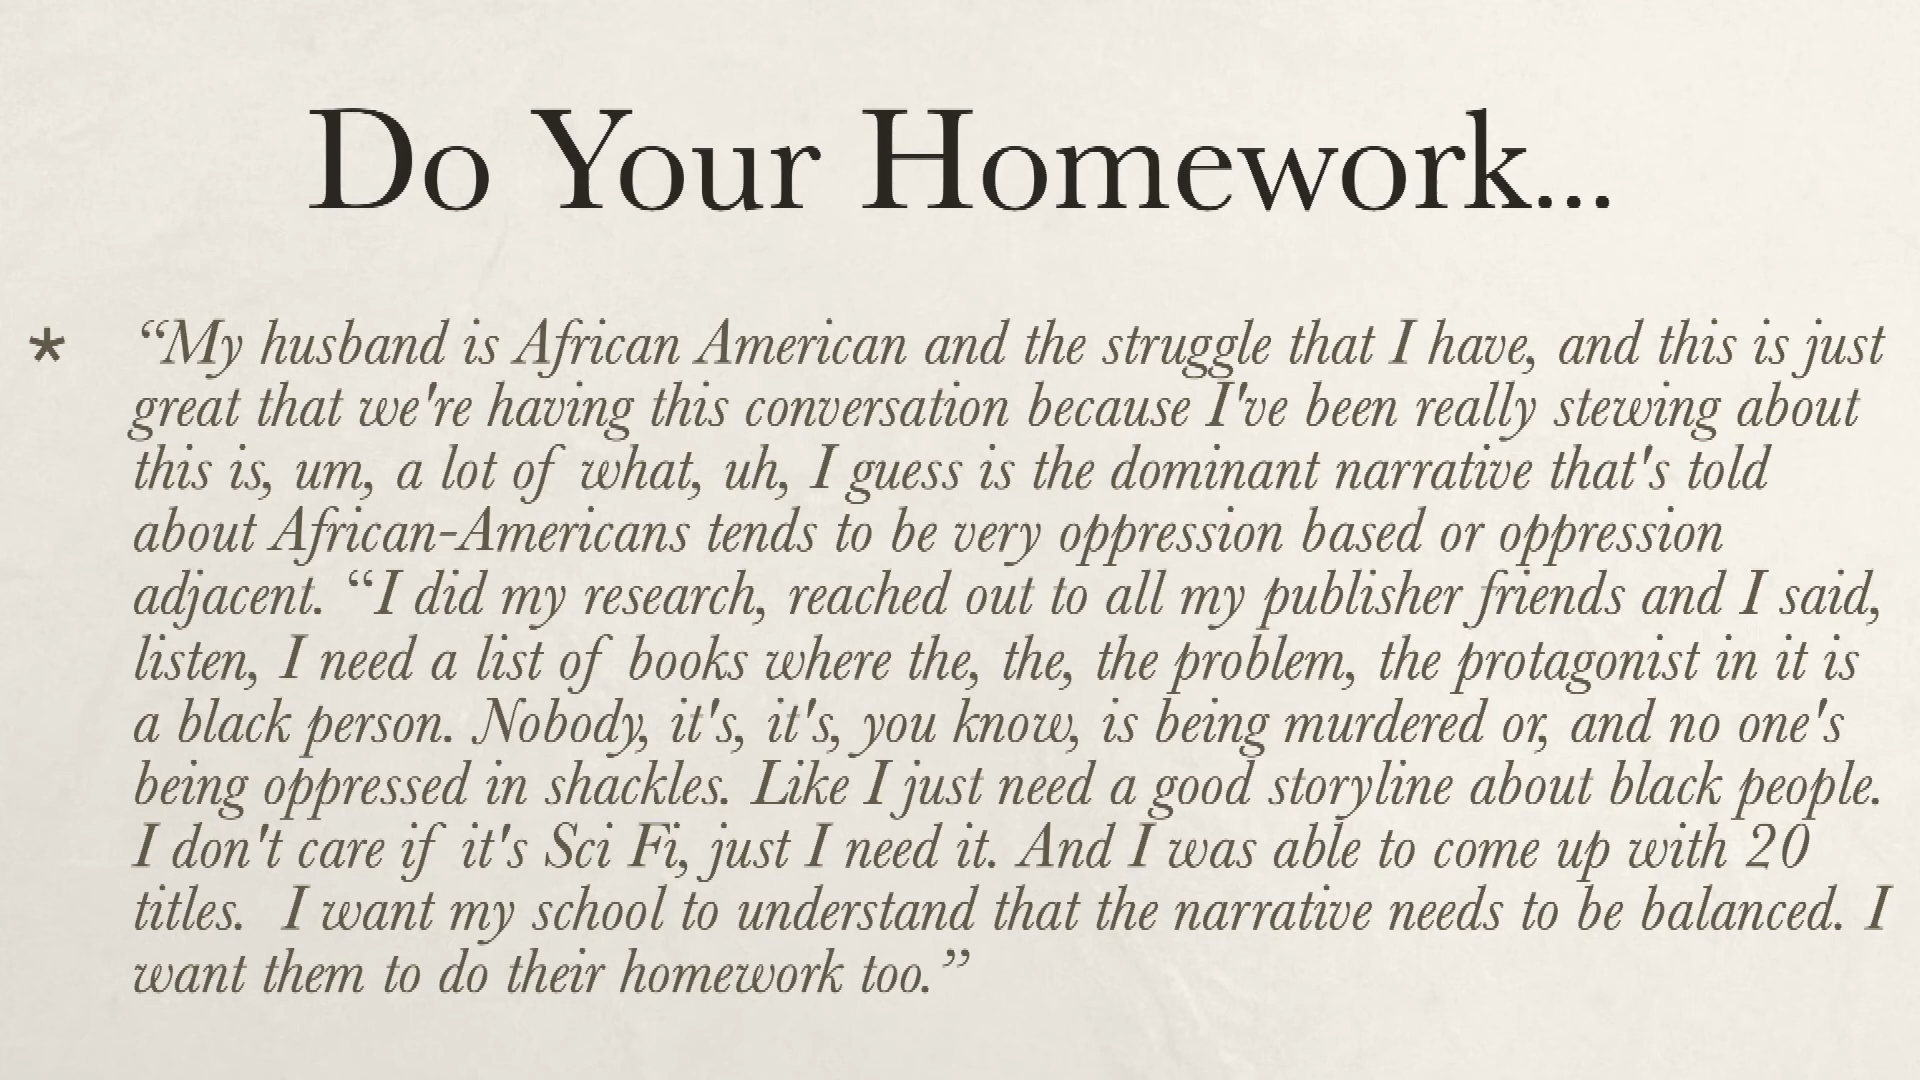 Do Your Homework...
* “My husband is African American and the struggle that I have, and this is just
great that we're having this conversation because I've been really stewing about
this is, um, a lot of what, uh, I guess is the dominant narrative that's told
about African-Americans tends to be very oppression based or oppression
adjacent. “I did my research, reached out to all my publisher friends and I said,
listen, I need a list of books where the, the, the problem, the protagonist in it is
a black person. Nobody, it's, it's, you know, is being murdered or, and no one's
being oppressed in shackles. Like I just need a good storyline about black people.
I don't care if it's Sci Fi, just I need it. And I was able to come up with 20
titles.  I want my school to understand that the narrative needs to be balanced. I
want them to do their homework too.”